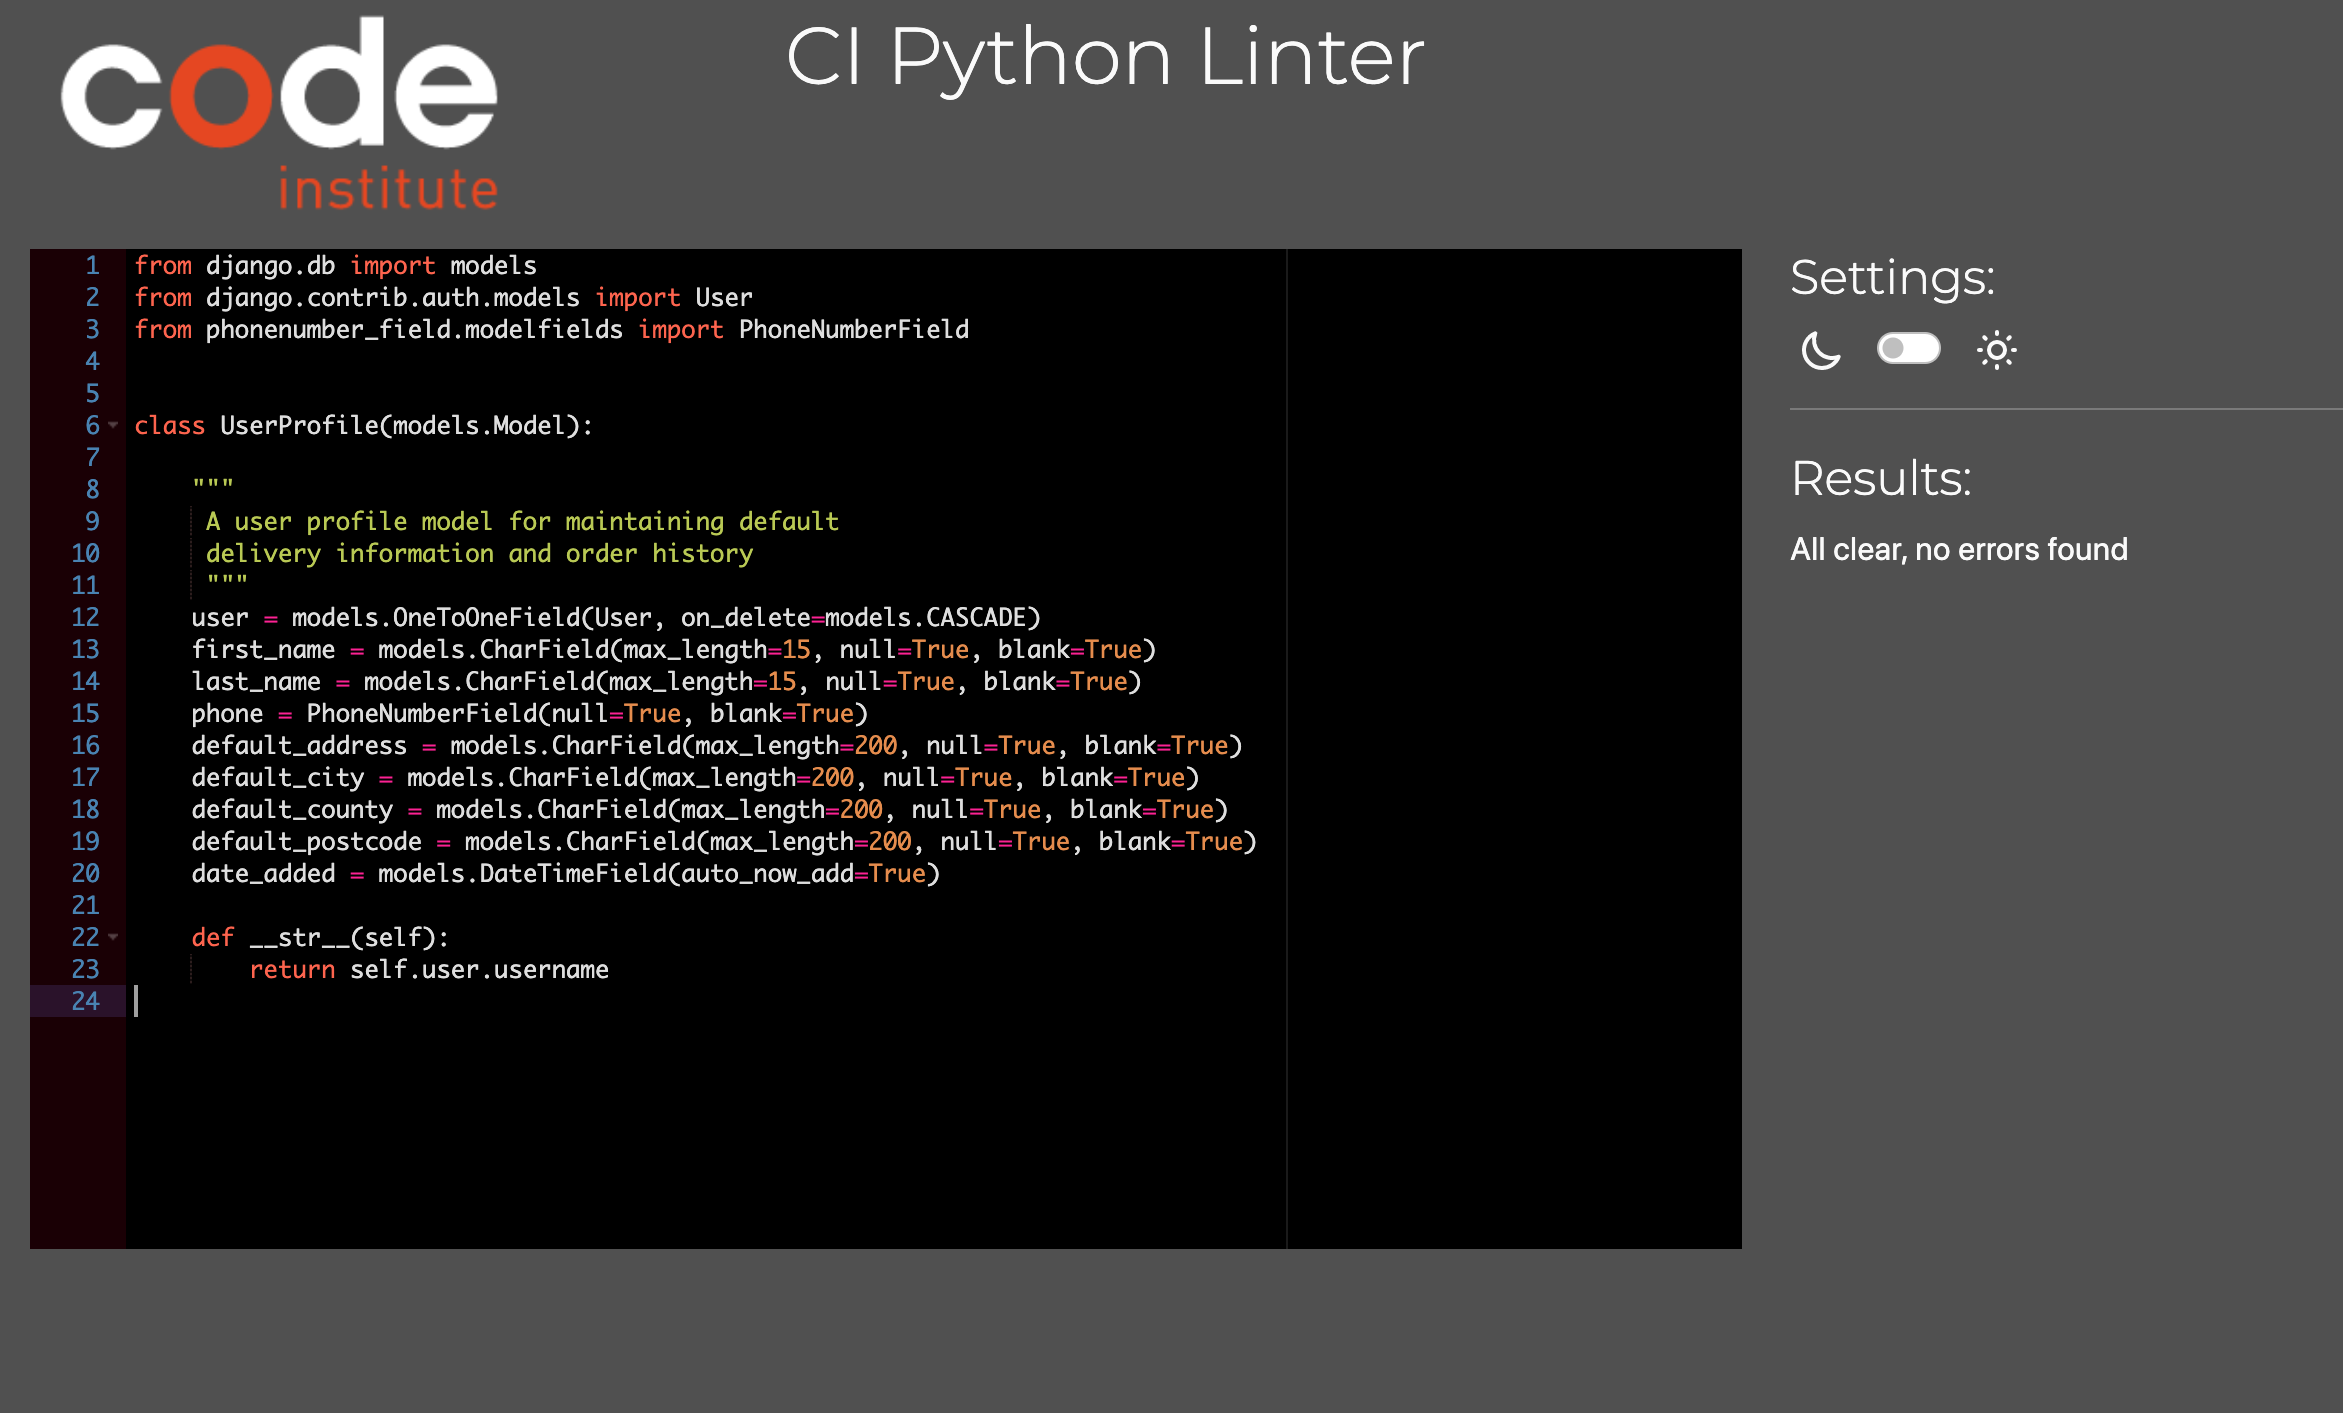 code
institute
CI Python Linter
1 from django.db import models
2 from django.contrib.auth.models import User
3 from phonenumber_field.modelfields import PhoneNumberField
4
5
6 class UserProfile(models.Model):
7
8     """
9      A user profile model for maintaining default
10      delivery information and order history
11      """
12     user = models.OneToOneField(User, on_delete=models.CASCADE)
13     first_name = models.CharField(max_length=15, null=True, blank=True)
14     last_name = models.CharField(max_length=15, null=True, blank=True)
15     phone = PhoneNumberField(null=True, blank=True)
16     default_address = models.CharField(max_length=200, null=True, blank=True)
17     default_city = models.CharField(max_length=200, null=True, blank=True)
18     default_county = models.CharField(max_length=200, null=True, blank=True)
19     default_postcode = models.CharField(max_length=200, null=True, blank=True)
20     date_added = models.DateTimeField(auto_now_add=True)
21
22     def __str__(self):
23         return self.user.username
24
Settings:
Results:
All clear, no errors found